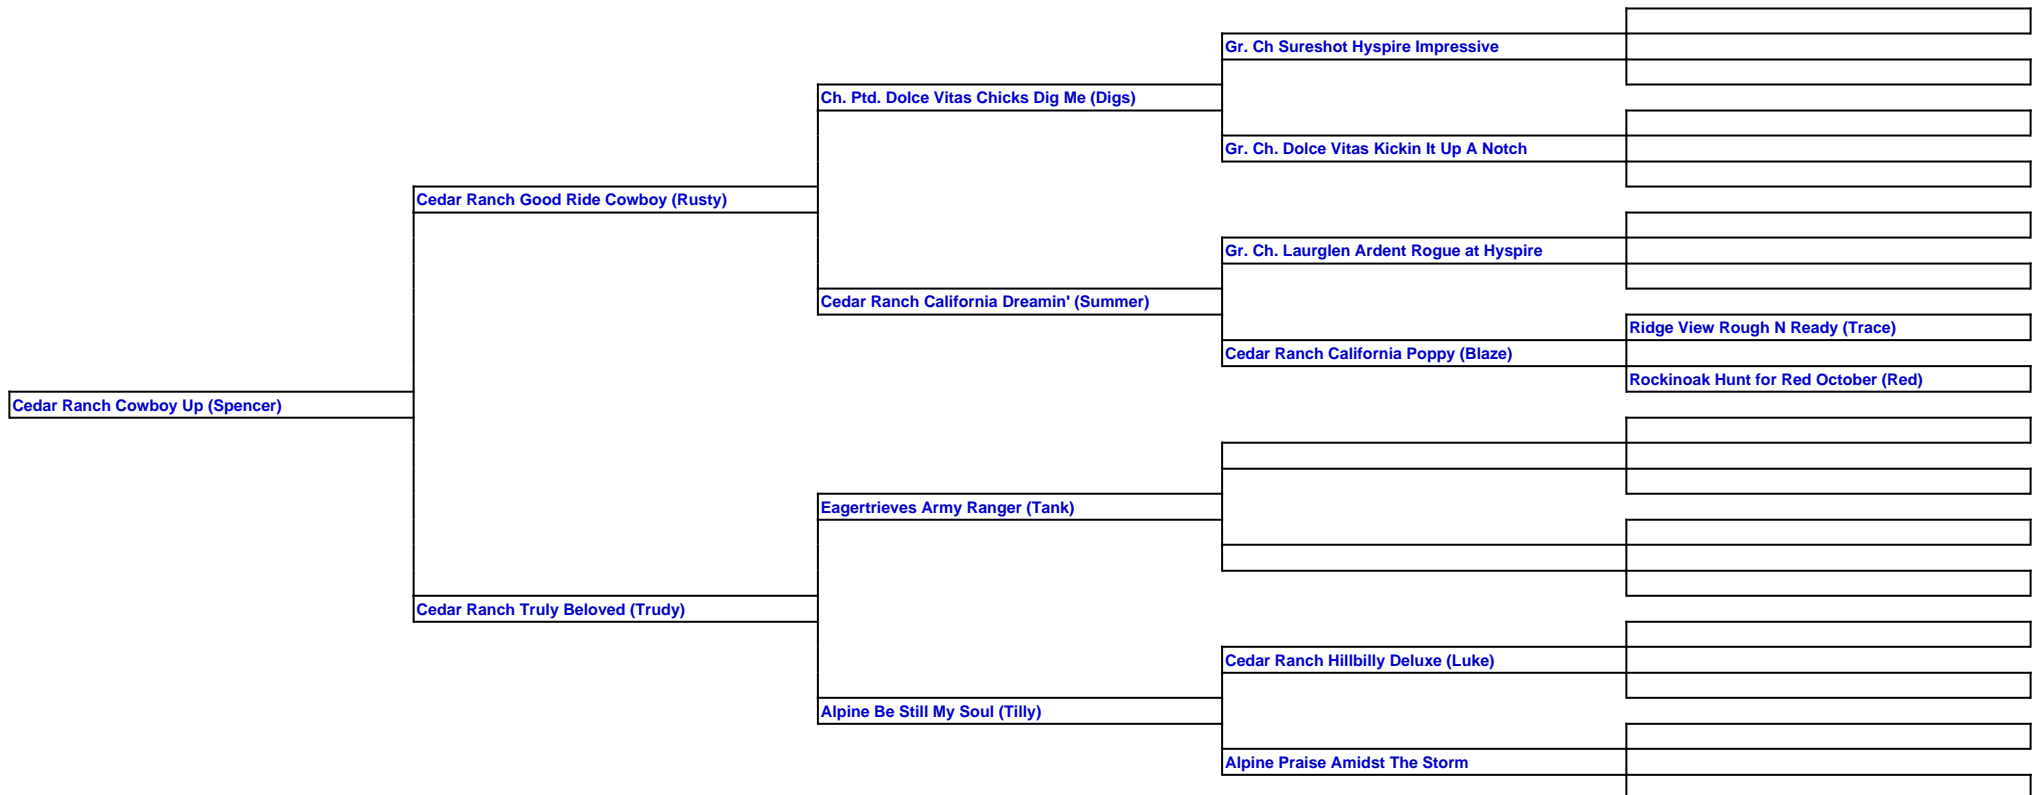 Gr. Ch Sureshot Hyspire Impressive
Ch. Ptd. Dolce Vitas Chicks Dig Me (Digs)
Gr. Ch. Dolce Vitas Kickin It Up A Notch
Cedar Ranch Good Ride Cowboy (Rusty)
Gr. Ch. Laurglen Ardent Rogue at Hyspire
Cedar Ranch California Dreamin' (Summer)
Ridge View Rough N Ready (Trace)
Cedar Ranch California Poppy (Blaze)
Rockinoak Hunt for Red October (Red)
Cedar Ranch Cowboy Up (Spencer)
Eagertrieves Army Ranger (Tank)
Cedar Ranch Truly Beloved (Trudy)
Cedar Ranch Hillbilly Deluxe (Luke)
Alpine Be Still My Soul (Tilly)
Alpine Praise Amidst The Storm